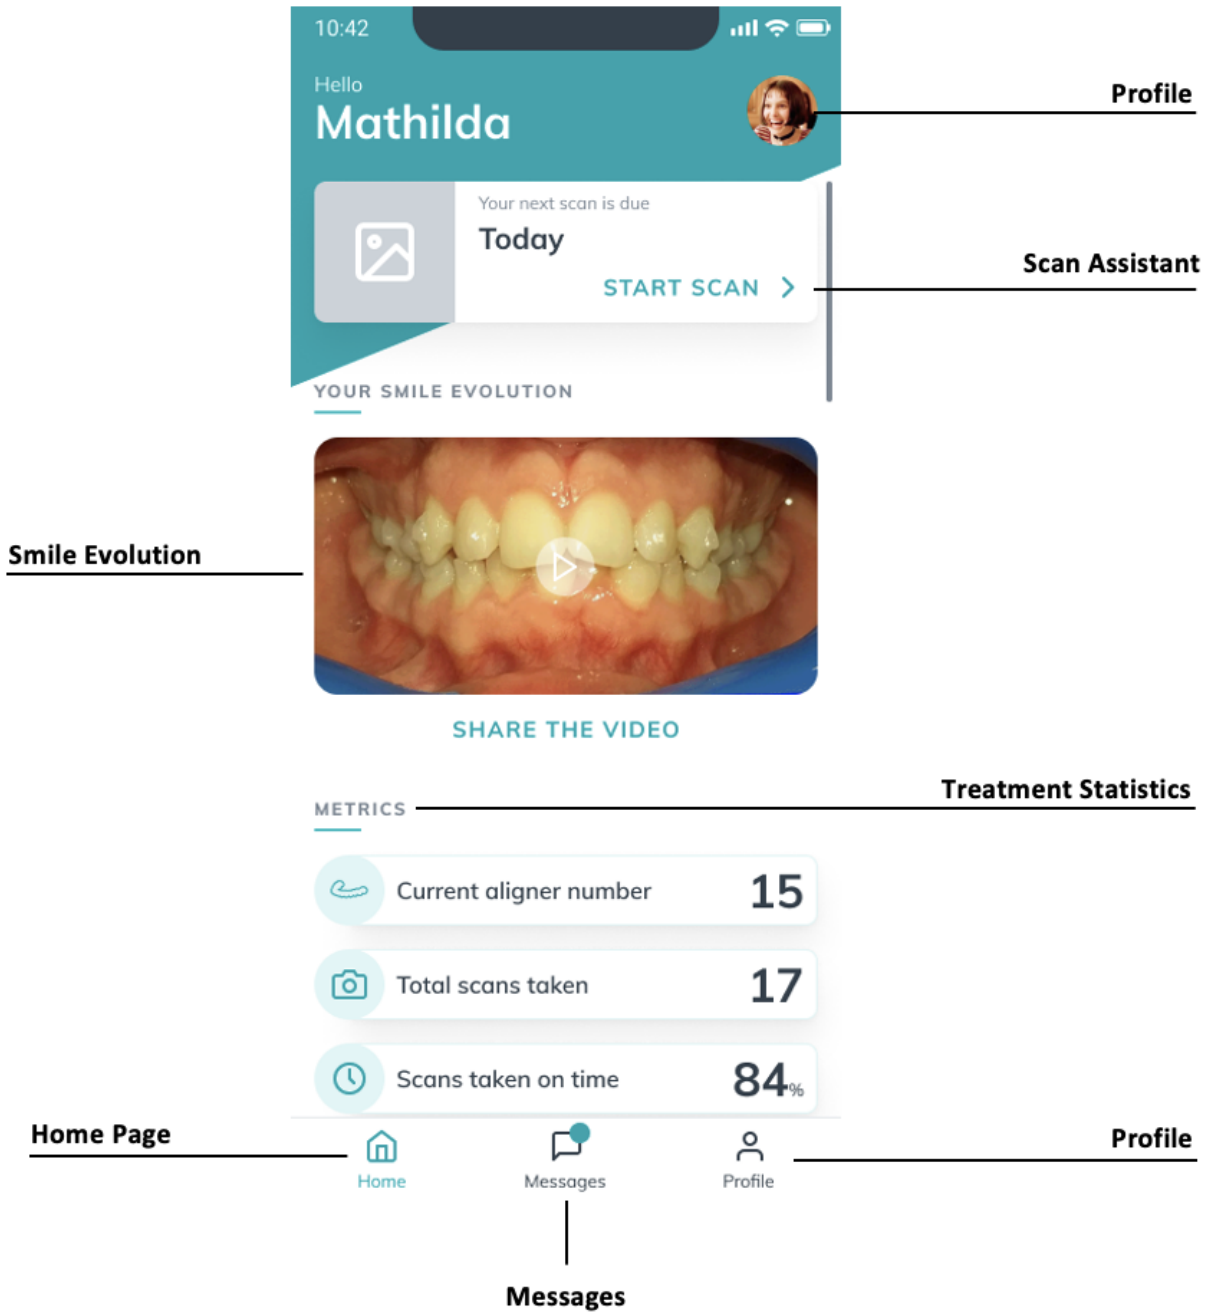 10:42
Hello
Mathilda
Profile
Your next scan is due
Today
Scan Assistant
START SCAN
YOUR SMILE EVOLUTION
Smile Evolution
SHARE THE VIDEO
Treatment Statistics
METRICS
Current aligner number 15
Total scans taken 17
Scans taken on time 84%
Home Page
Profile
Home Messages Profile
Messages